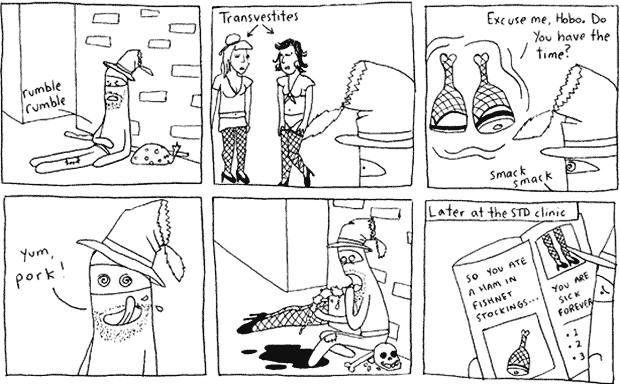 rumble
rumble
Transvestites
Excuse me, Hobo. Do
You have the
time?
smack
smack
Yum,
pork!
Later at the STD clinic
SO YOU ATE
A HAM IN
FISHNET
STOCKINGS...
YOU ARE
SICK
FOREVER
• 1
• 2
• 3